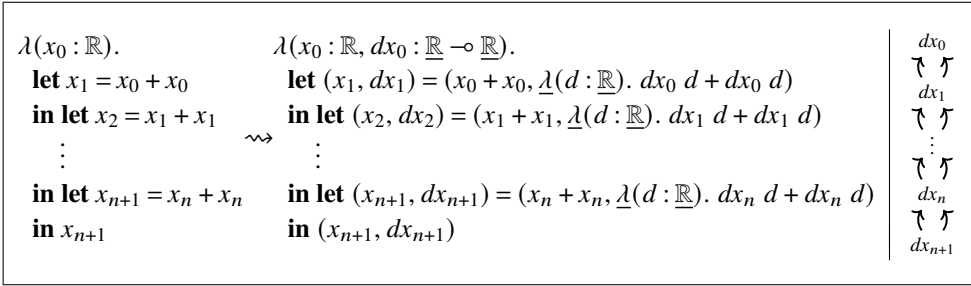 λ(x₀ : ℝ).
let x₁ = x₀ + x₀
in let x₂ = x₁ + x₁
⋮
in let xₙ₊₁ = xₙ + xₙ
in xₙ₊₁
⇝
λ(x₀ : ℝ, dx₀ : ℝ̲ ⊸ ℝ̲).
let (x₁, dx₁) = (x₀ + x₀, λ̲(d : ℝ̲). dx₀ d + dx₀ d)
in let (x₂, dx₂) = (x₁ + x₁, λ̲(d : ℝ̲). dx₁ d + dx₁ d)
⋮
in let (xₙ₊₁, dxₙ₊₁) = (xₙ + xₙ, λ̲(d : ℝ̲). dxₙ d + dxₙ d)
in (xₙ₊₁, dxₙ₊₁)
dx₀
dx₁
⋮
dxₙ
dxₙ₊₁